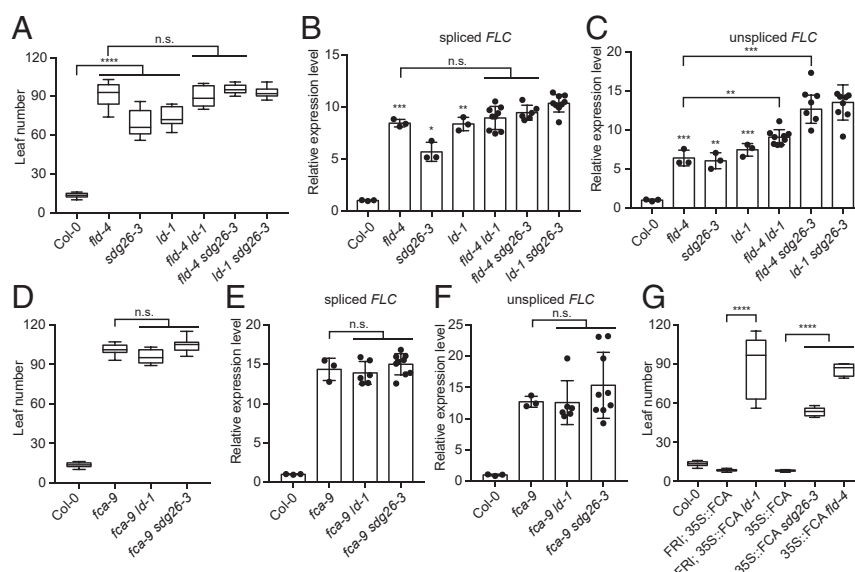 A
Leaf number
120
90
60
30
0
****
n.s.
Col-0
fld-4
sdg26-3
ld-1
fld-4 ld-1
fld-4 sdg26-3
ld-1 sdg26-3
B
spliced FLC
Relative expression level
15
10
5
0
n.s.
***
*
**
Col-0
fld-4
sdg26-3
ld-1
fld-4 ld-1
fld-4 sdg26-3
ld-1 sdg26-3
C
unspliced FLC
Relative expression level
20
15
10
5
0
***
**
***
**
***
Col-0
fld-4
sdg26-3
ld-1
fld-4 ld-1
fld-4 sdg26-3
ld-1 sdg26-3
D
Leaf number
120
90
60
30
0
n.s.
Col-0
fca-9
fca-9 ld-1
fca-9 sdg26-3
E
spliced FLC
Relative expression level
20
15
10
5
0
n.s.
Col-0
fca-9
fca-9 ld-1
fca-9 sdg26-3
F
unspliced FLC
Relative expression level
25
20
15
10
5
0
n.s.
Col-0
fca-9
fca-9 ld-1
fca-9 sdg26-3
G
Leaf number
120
90
60
30
0
****
****
Col-0
FRI; 35S::FCA
FRI; 35S::FCA ld-1
35S::FCA
35S::FCA sdg26-3
35S::FCA fld-4